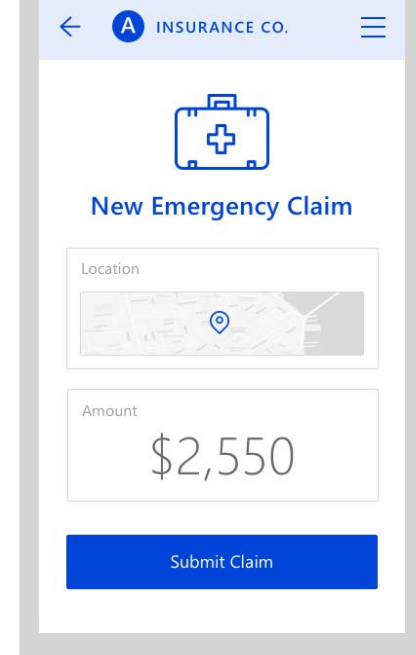 A INSURANCE CO.
New Emergency Claim
Location
Amount
$2,550
Submit Claim